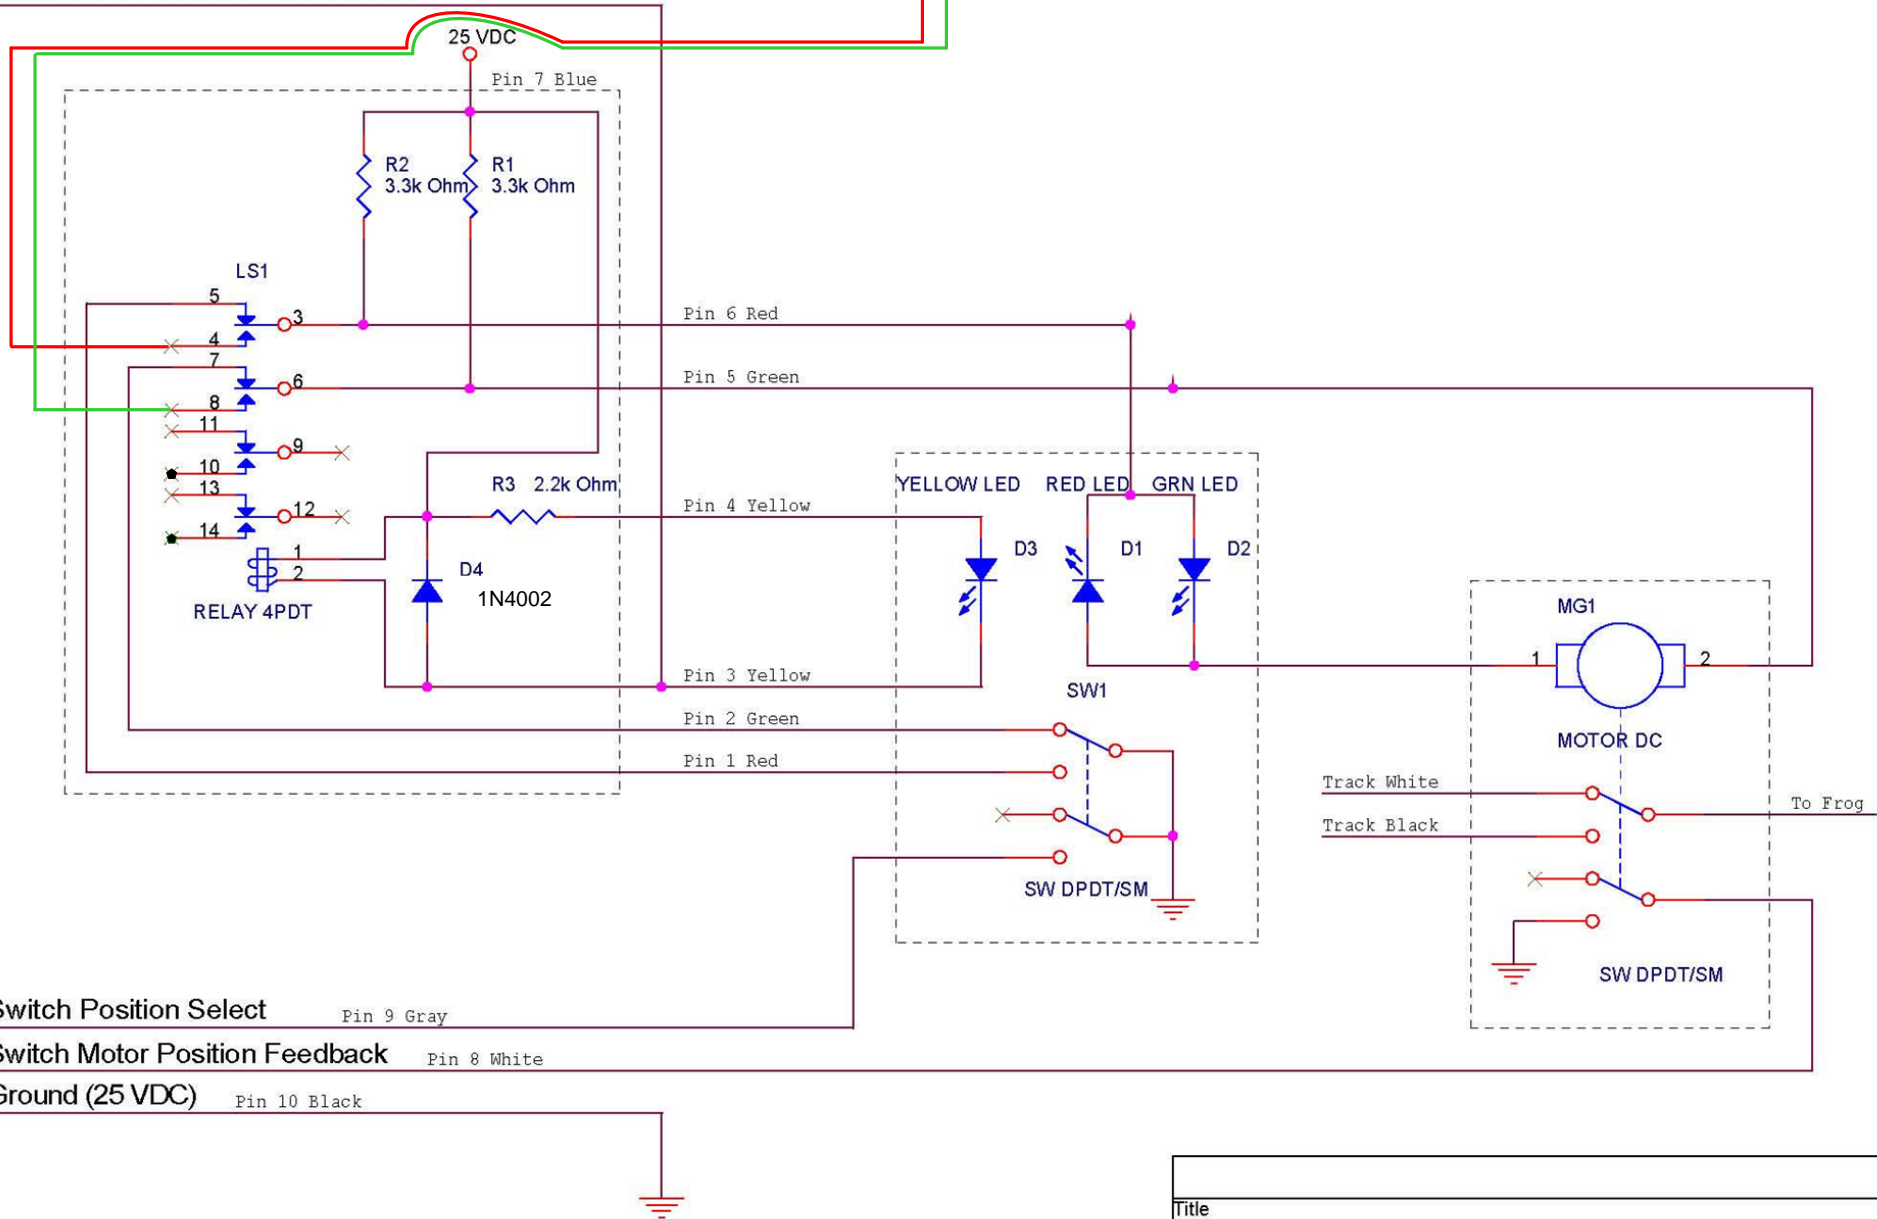 25 VDC
Pin 7 Blue
R2
3.3k Ohm
R1
3.3k Ohm
LS1
5
3
4
7
6
8
11
9
10
13
12
14
1
2
RELAY 4PDT
R3 2.2k Ohm
D4
1N4002
Pin 6 Red
Pin 5 Green
Pin 4 Yellow
Pin 3 Yellow
Pin 2 Green
Pin 1 Red
YELLOW LED RED LED GRN LED
D3 D1 D2
SW1
SW DPDT/SM
MG1
1 2
MOTOR DC
Track White
Track Black
To Frog
SW DPDT/SM
Switch Position Select Pin 9 Gray
Switch Motor Position Feedback Pin 8 White
Ground (25 VDC) Pin 10 Black
Title